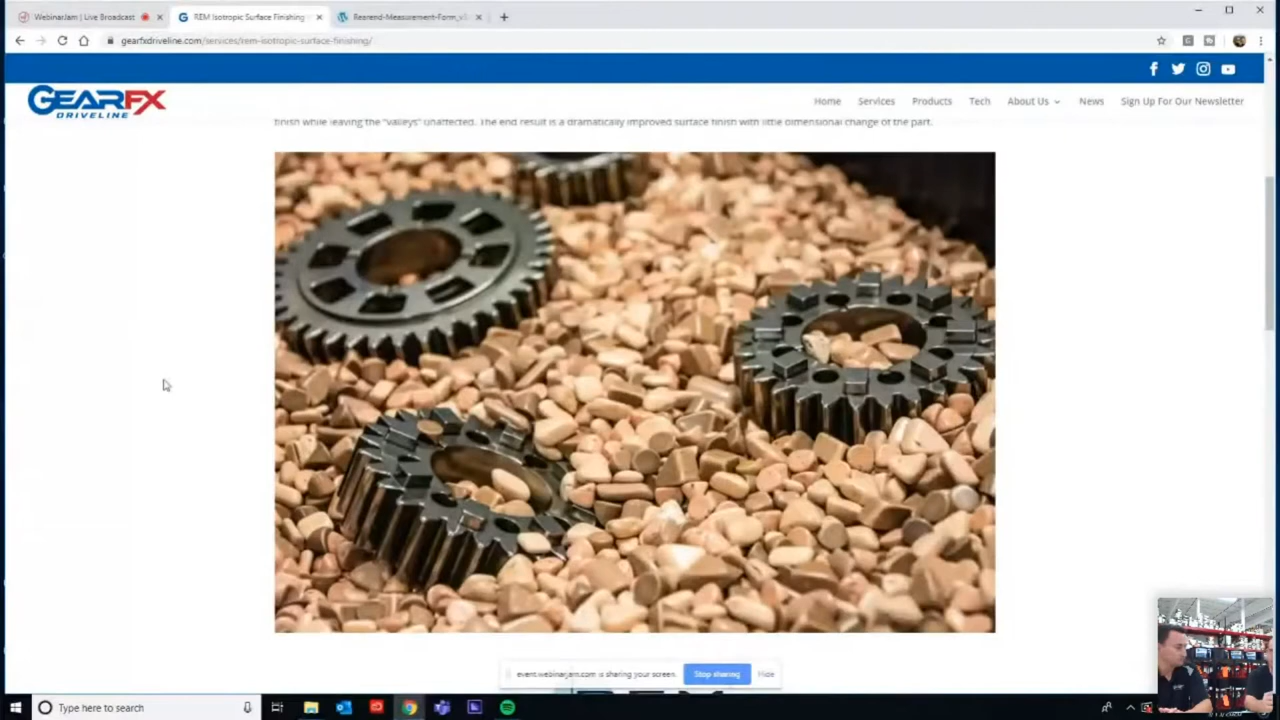 WebinarJam | Live Broadcast
REM Isotropic Surface Finishing
Rearend-Measurement-Form_v
gearfxdriveline.com/services/rem-isotropic-surface-finishing/
GEARFX
DRIVELINE
Home
Services
Products
Tech
About Us
News
Sign Up For Our Newsletter
finish while leaving the "valleys" unaffected. The end result is a dramatically improved surface finish with little dimensional change of the part.
event.webinarjam.com is sharing your screen.
Stop sharing
Hide
Type here to search